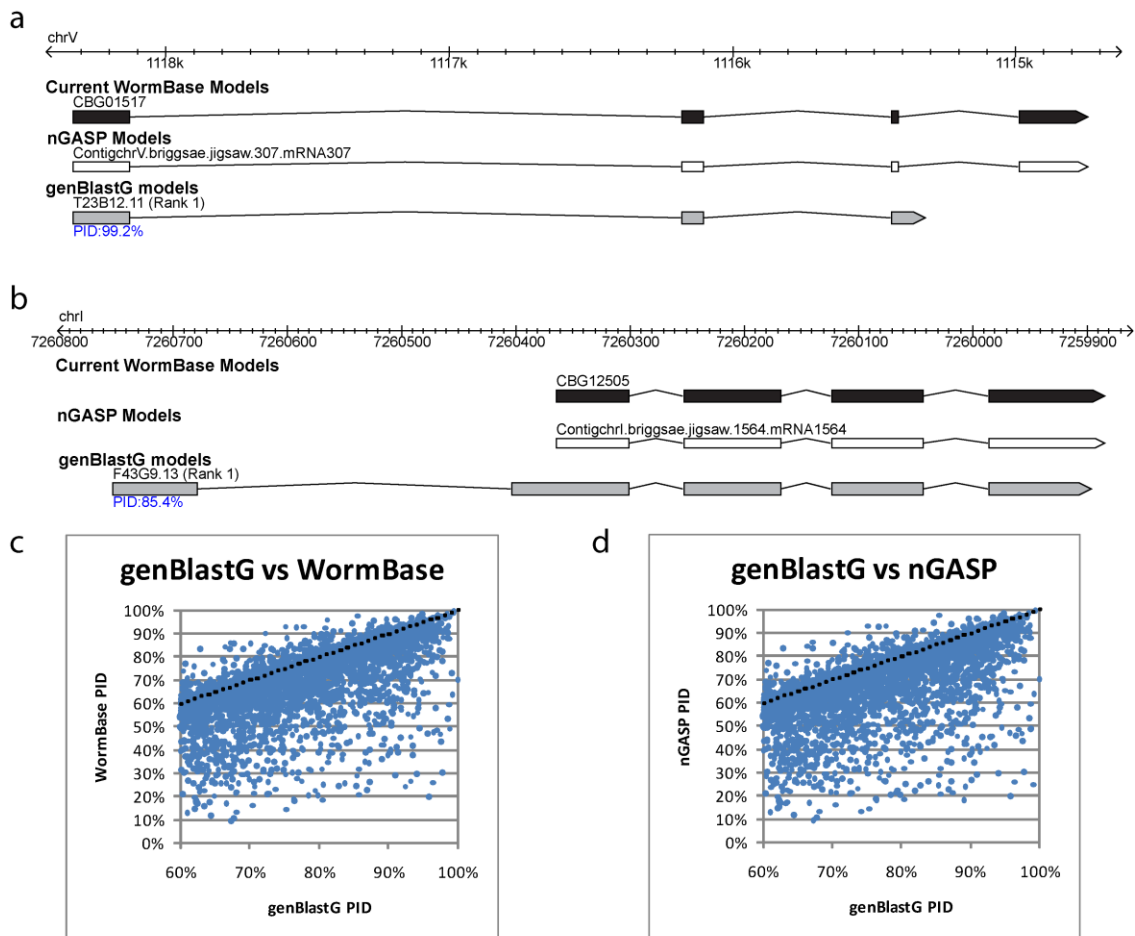 a
chrV
1118k 1117k 1116k 1115k
Current WormBase Models
CBG01517
nGASP Models
ContigchrV.briggsae.jigsaw.307.mRNA307
genBlastG models
T23B12.11 (Rank 1)
PID:99.2%
b
chrI
7260800 7260700 7260600 7260500 7260400 7260300 7260200 7260100 7260000 7259900
Current WormBase Models
CBG12505
nGASP Models
ContigchrI.briggsae.jigsaw.1564.mRNA1564
genBlastG models
F43G9.13 (Rank 1)
PID:85.4%
c
genBlastG vs WormBase
WormBase PID
100%
90%
80%
70%
60%
50%
40%
30%
20%
10%
0%
60% 70% 80% 90% 100%
genBlastG PID
d
genBlastG vs nGASP
nGASP PID
100%
90%
80%
70%
60%
50%
40%
30%
20%
10%
0%
60% 70% 80% 90% 100%
genBlastG PID